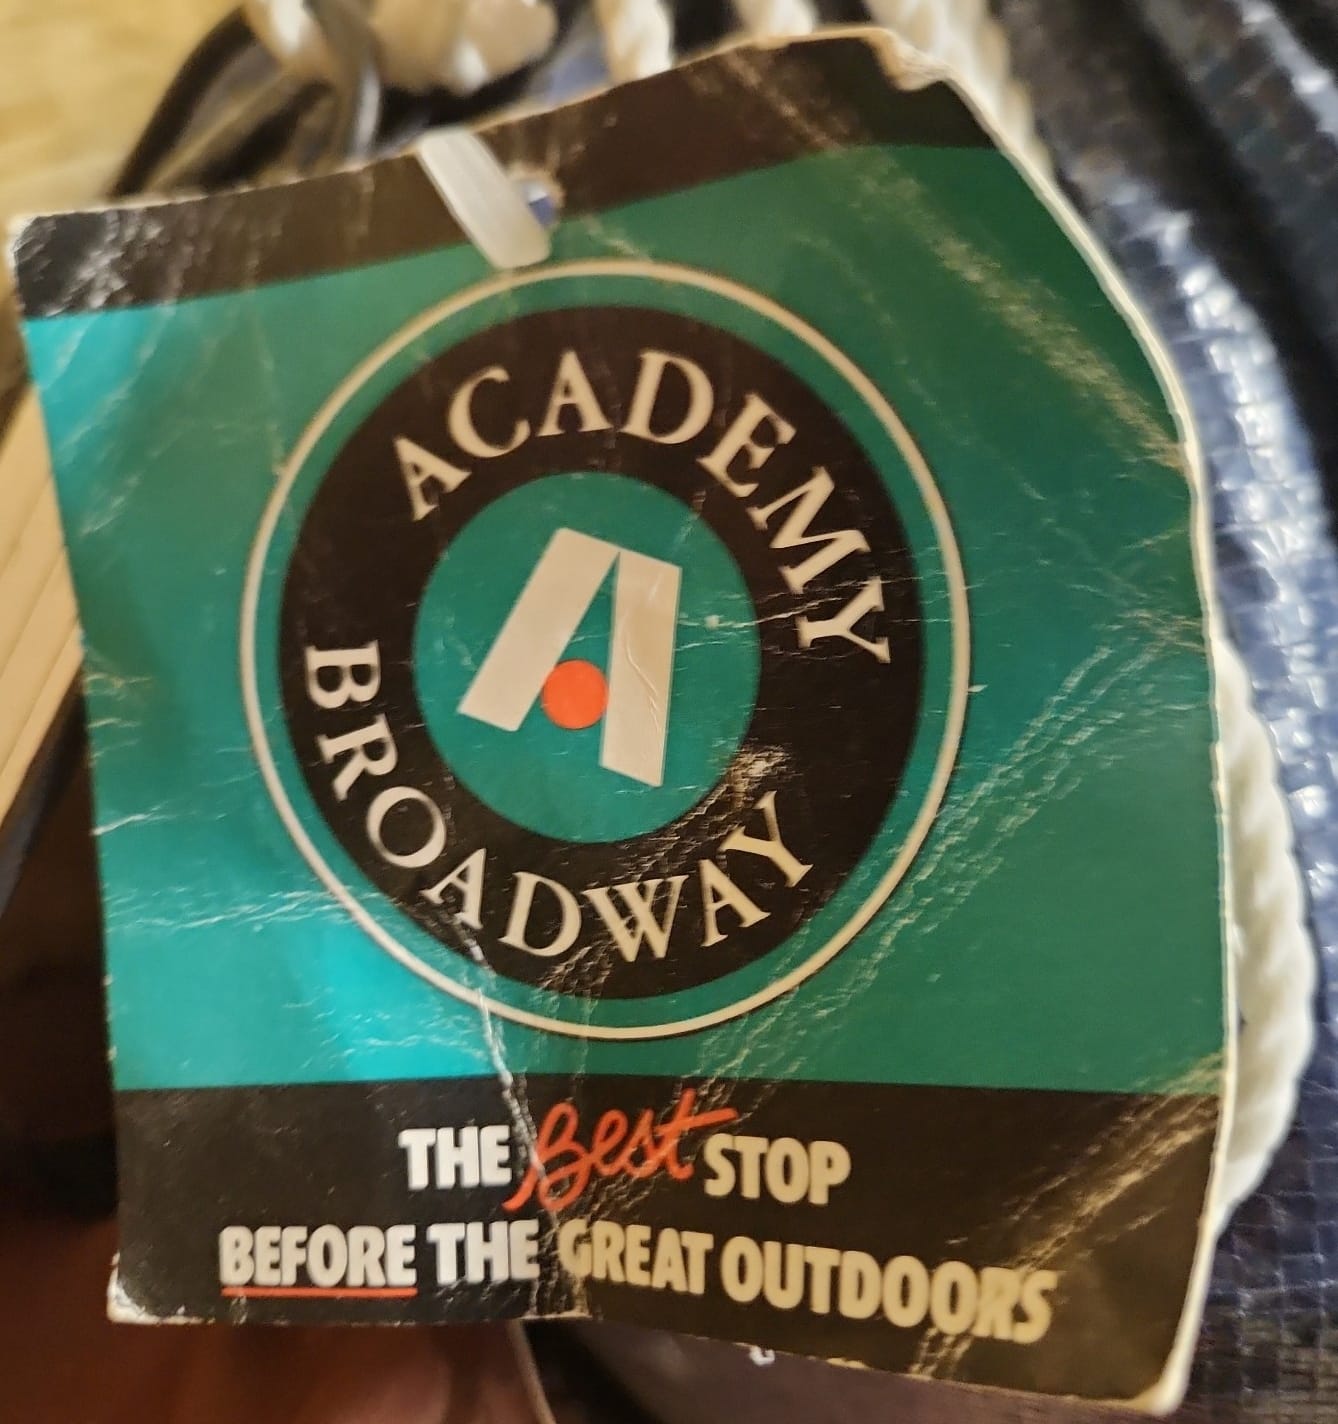 ACADEMY
A
BROADWAY
THE Best STOP
BEFORE THE GREAT OUTDOORS